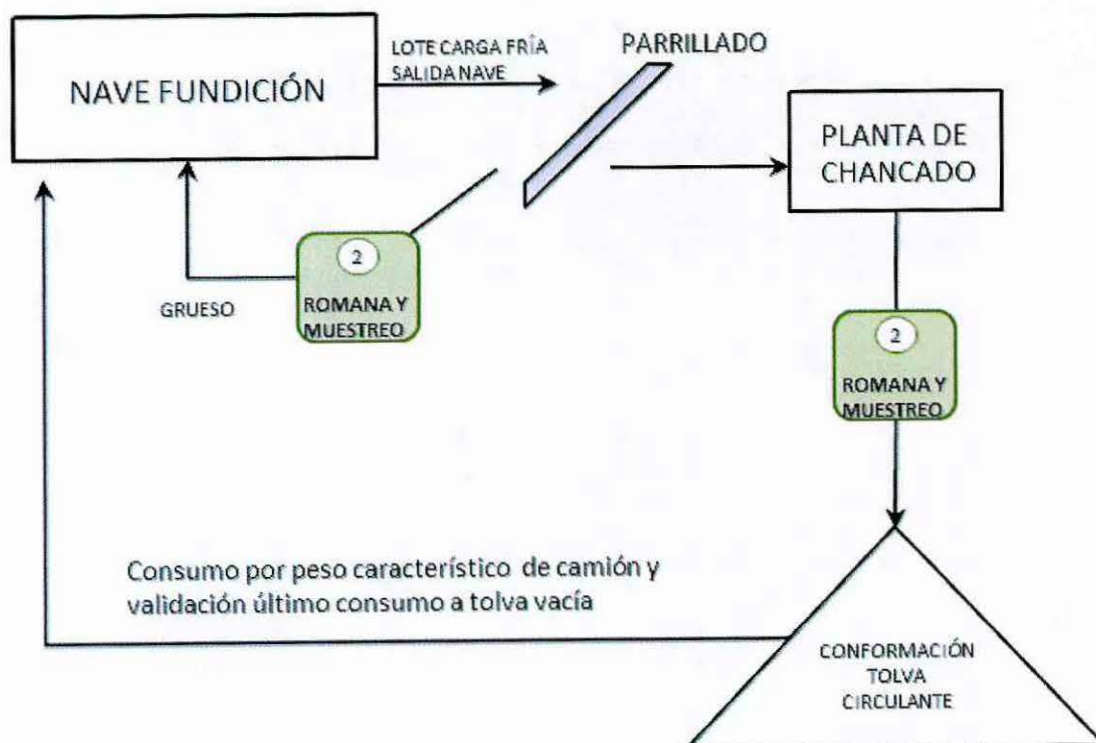 NAVE FUNDICIÓN
LOTE CARGA FRÍA
SALIDA NAVE
PARRILLADO
PLANTA DE
CHANCADO
2
ROMANA Y
MUESTREO
GRUESO
2
ROMANA Y
MUESTREO
Consumo por peso característico de camión y
validación último consumo a tolva vacía
CONFORMACIÓN
TOLVA
CIRCULANTE